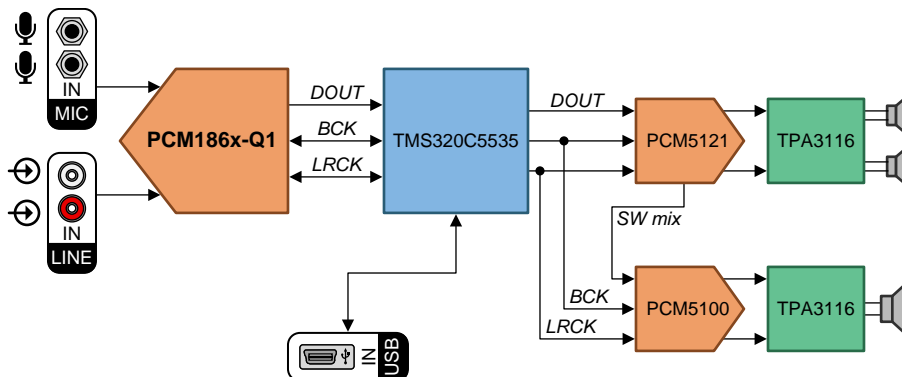 IN
MIC
IN
LINE
PCM186x-Q1
DOUT
BCK
LRCK
TMS320C5535
DOUT
PCM5121
TPA3116
SW mix
BCK
LRCK
PCM5100
TPA3116
IN
USB